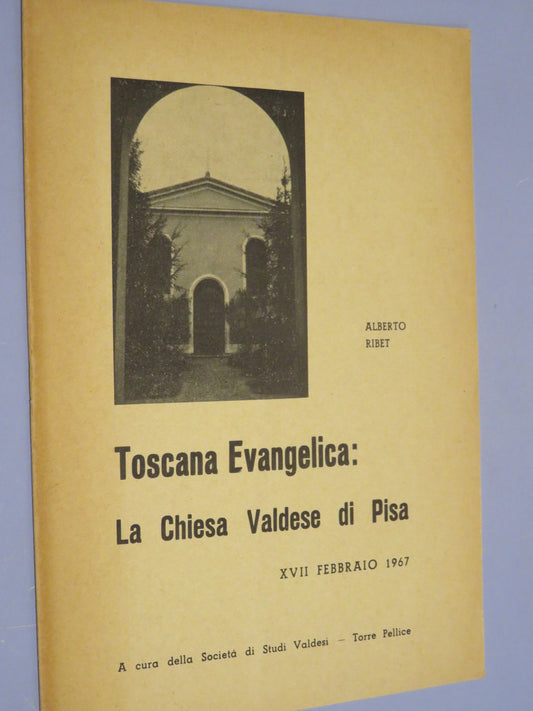 ALBERTO
RIBET
Toscana Evangelica:
La Chiesa Valdese di Pisa
XVII FEBBRAIO 1967
A cura della Società di Studi Valdesi — Torre Pellice